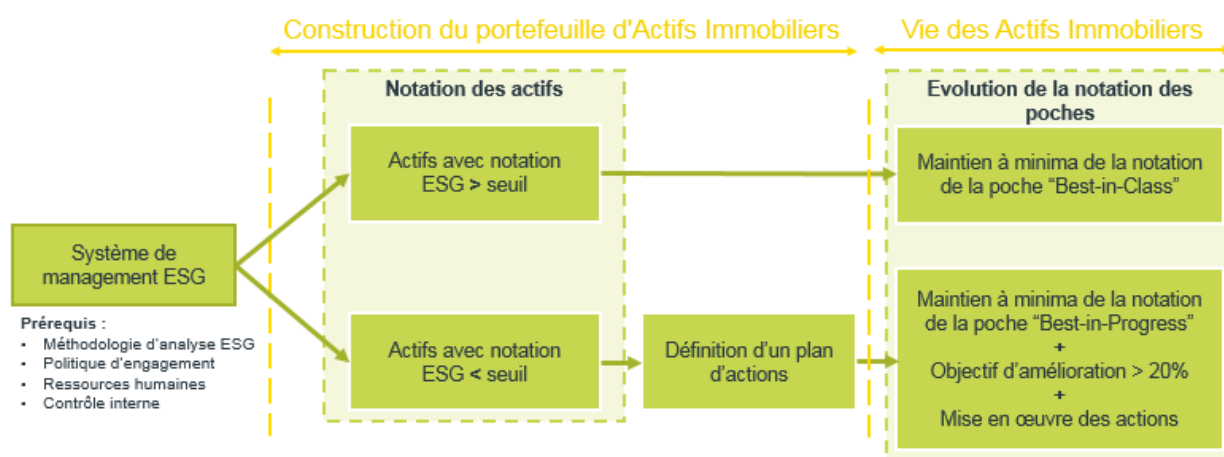 Construction du portefeuille d'Actifs Immobiliers
Vie des Actifs Immobiliers
Notation des actifs
Evolution de la notation des
poches
Actifs avec notation
ESG > seuil
Maintien à minima de la notation
de la poche “Best-in-Class”
Système de
management ESG
Prérequis :
▪ Méthodologie d'analyse ESG
▪ Politique d'engagement
▪ Ressources humaines
▪ Contrôle interne
Actifs avec notation
ESG < seuil
Définition d'un plan
d'actions
Maintien à minima de la notation
de la poche “Best-in-Progress”
+
Objectif d'amélioration > 20%
+
Mise en œuvre des actions